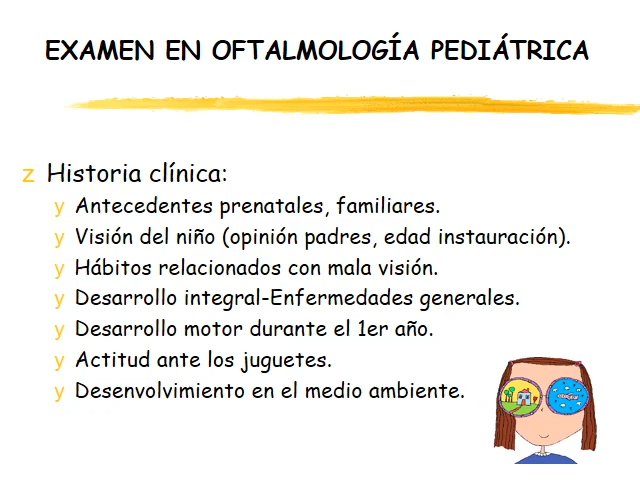 EXAMEN EN OFTALMOLOGÍA PEDIÁTRICA
z Historia clínica:
y Antecedentes prenatales, familiares.
y Visión del niño (opinión padres, edad instauración).
y Hábitos relacionados con mala visión.
y Desarrollo integral-Enfermedades generales.
y Desarrollo motor durante el 1er año.
y Actitud ante los juguetes.
y Desenvolvimiento en el medio ambiente.